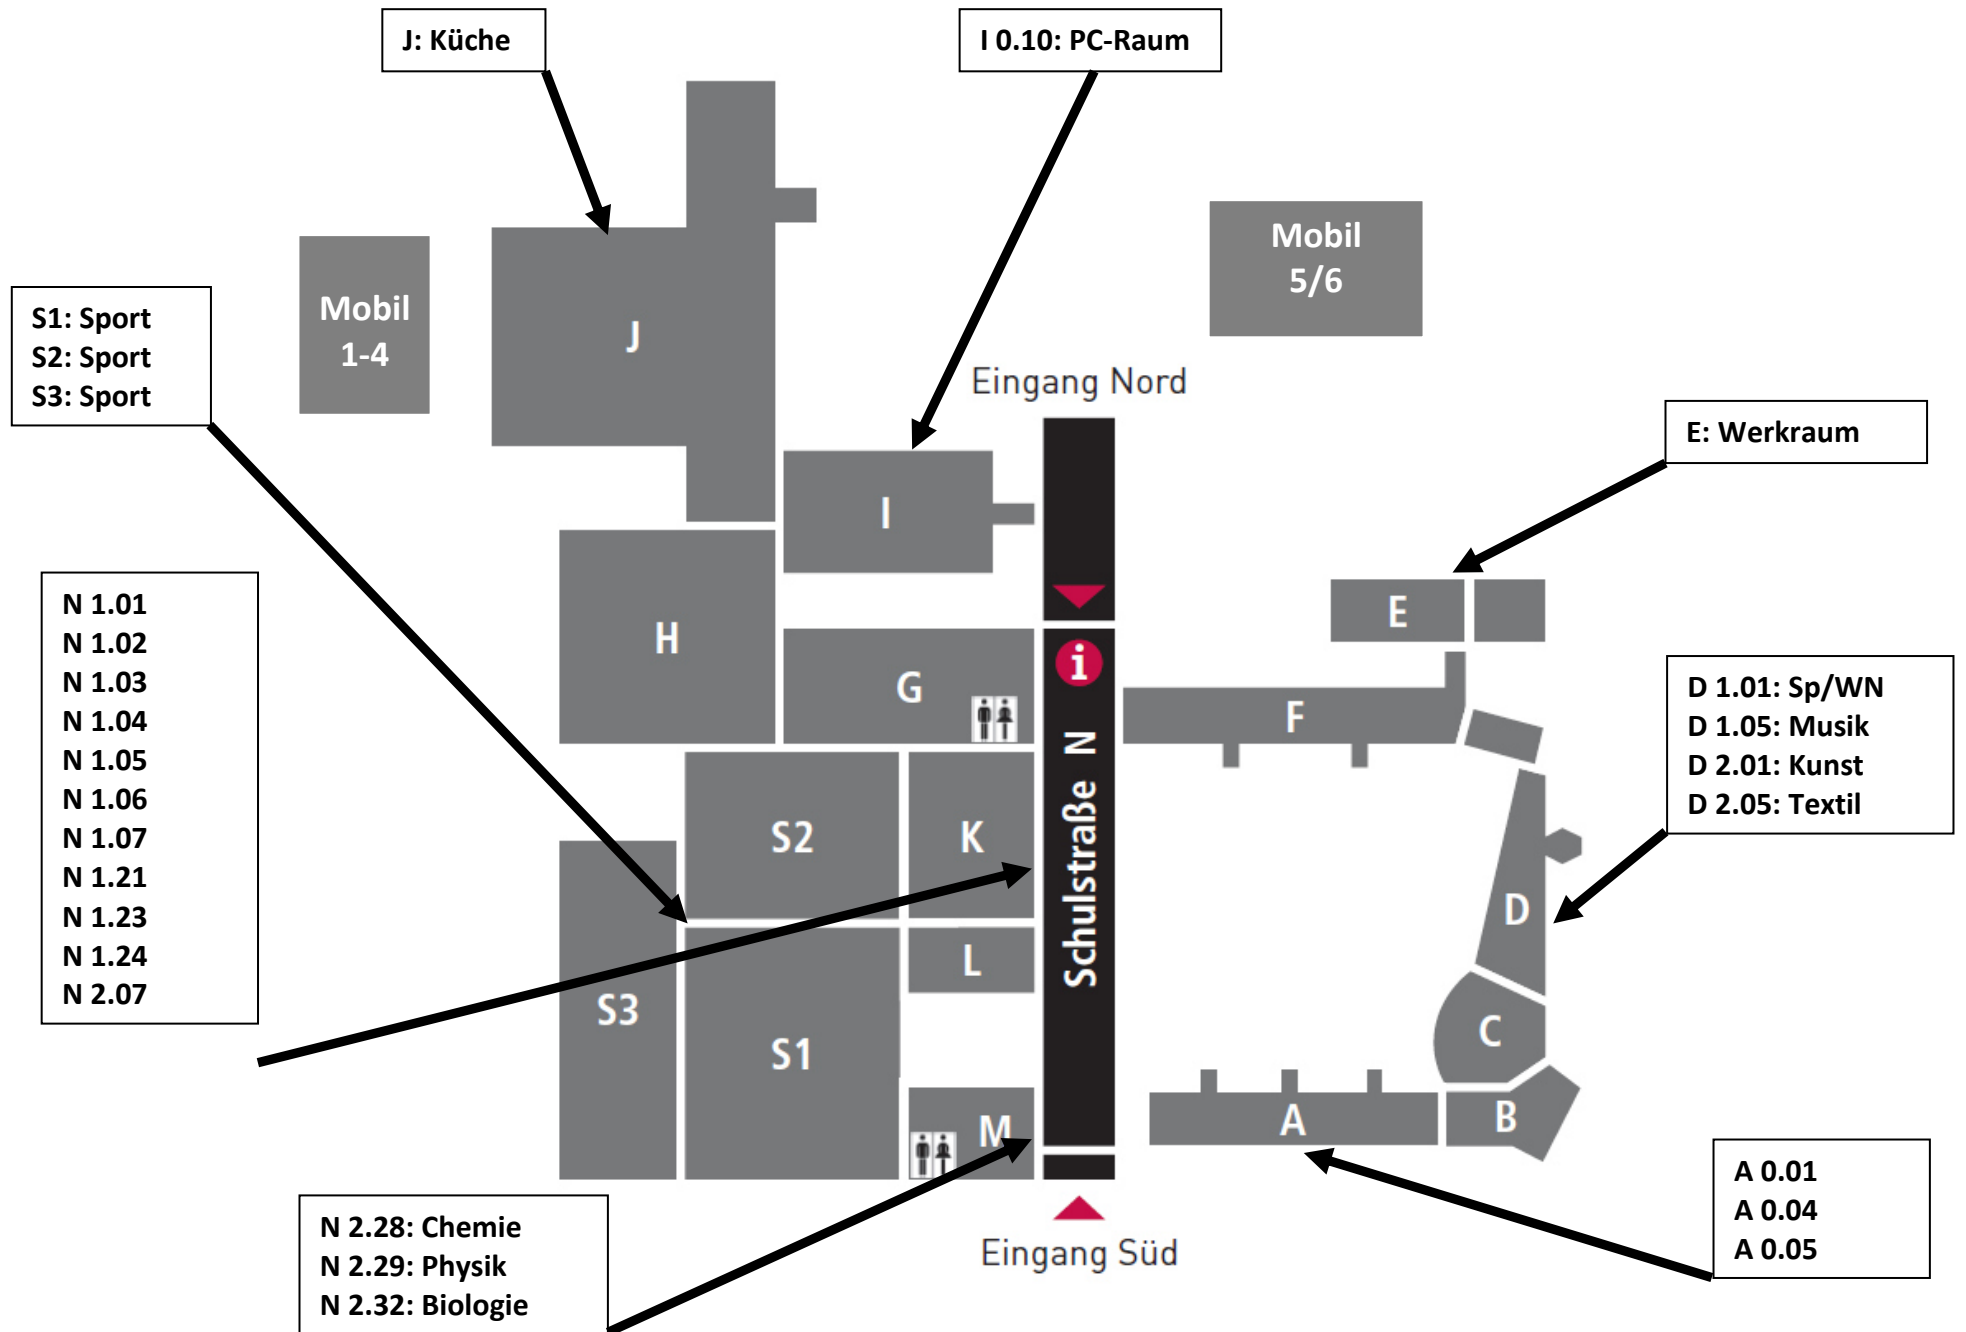 J: Küche
I 0.10: PC-Raum
Mobil
5/6
Mobil
1-4
J
S1: Sport
S2: Sport
S3: Sport
Eingang Nord
E: Werkraum
I
E
H
G
i
F
N 1.01
N 1.02
N 1.03
N 1.04
N 1.05
N 1.06
N 1.07
N 1.21
N 1.23
N 1.24
N 2.07
D 1.01: Sp/WN
D 1.05: Musik
D 2.01: Kunst
D 2.05: Textil
S2
K
Schulstraße N
D
L
S3
S1
C
M
A
B
A 0.01
A 0.04
A 0.05
N 2.28: Chemie
N 2.29: Physik
N 2.32: Biologie
Eingang Süd